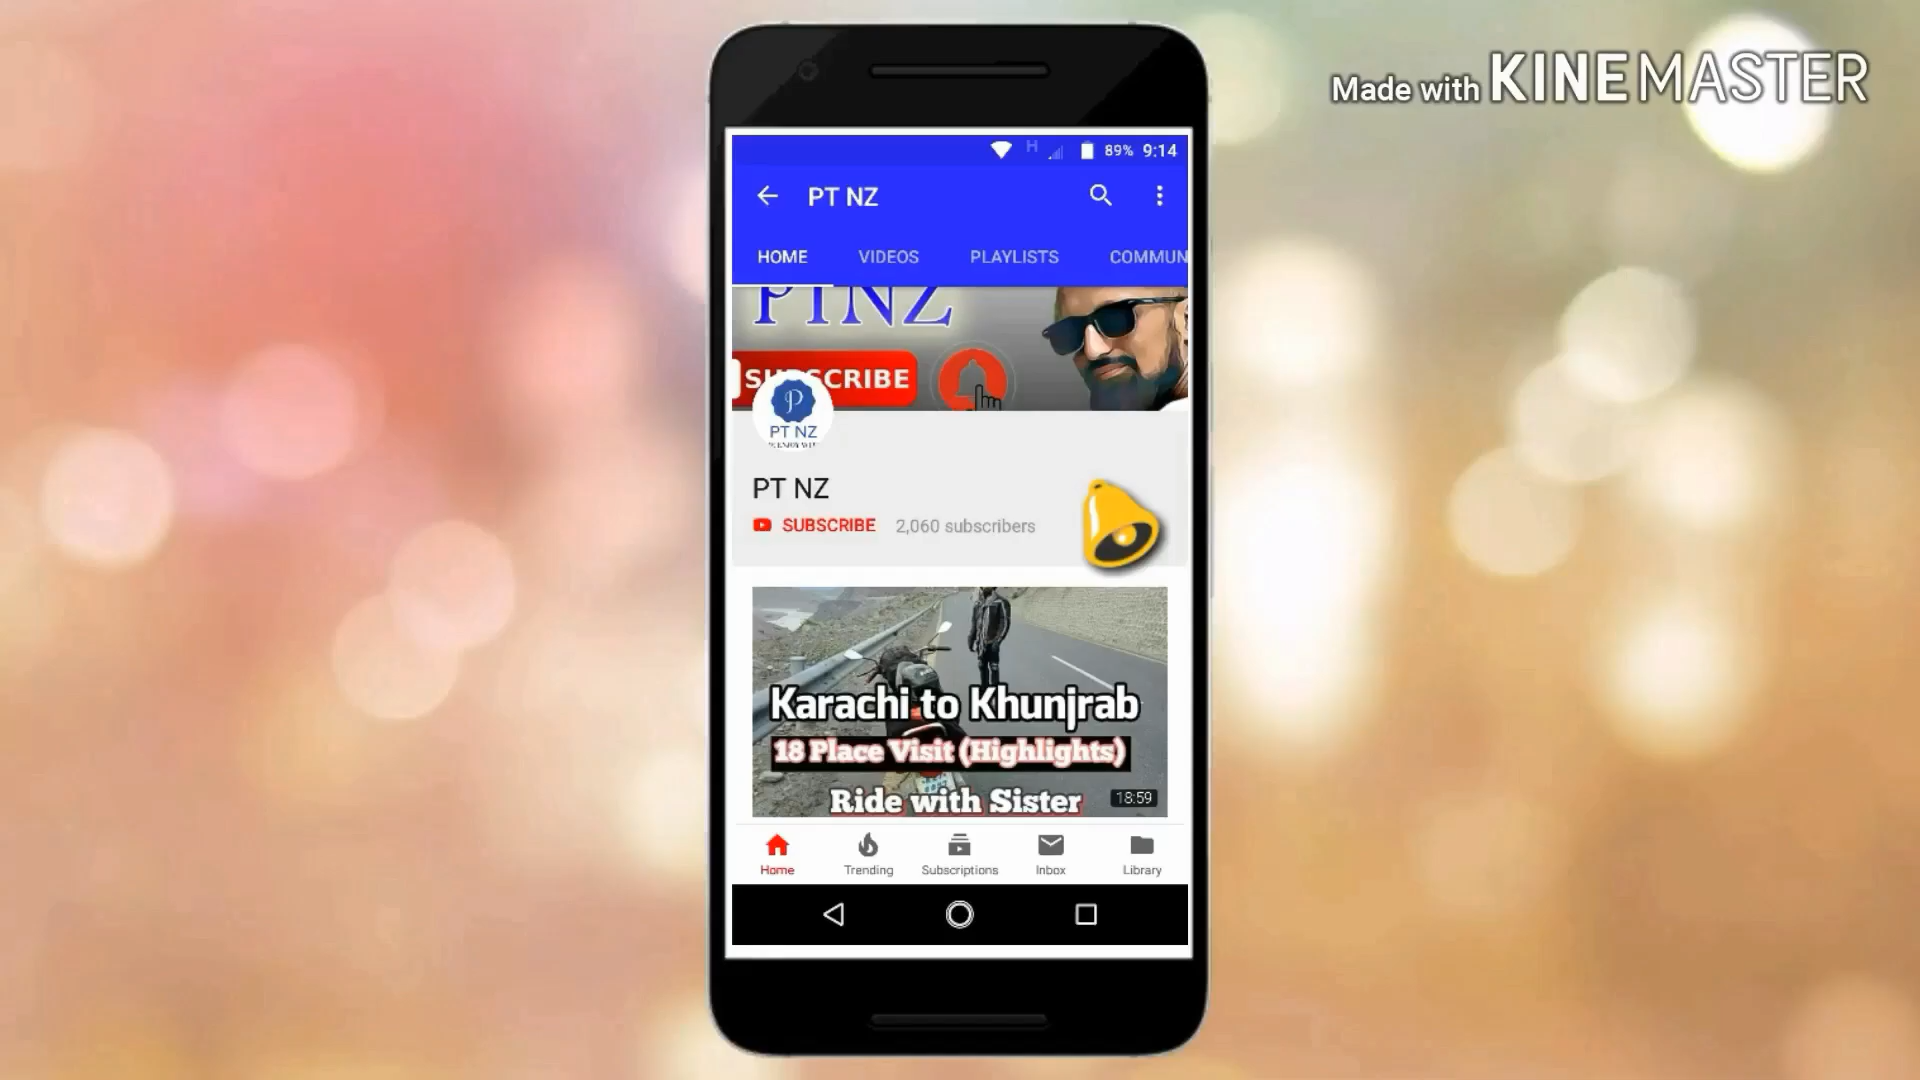 Made with KINEMASTER
H 89% 9:14
PT NZ
HOME VIDEOS PLAYLISTS COMMUN
PTNZ
SUBSCRIBE
P
PT NZ
PT NZ
SUBSCRIBE 2,060 subscribers
Karachi to Khunjrab
18 Place Visit (Highlights)
Ride with Sister
18:59
Home Trending Subscriptions Inbox Library